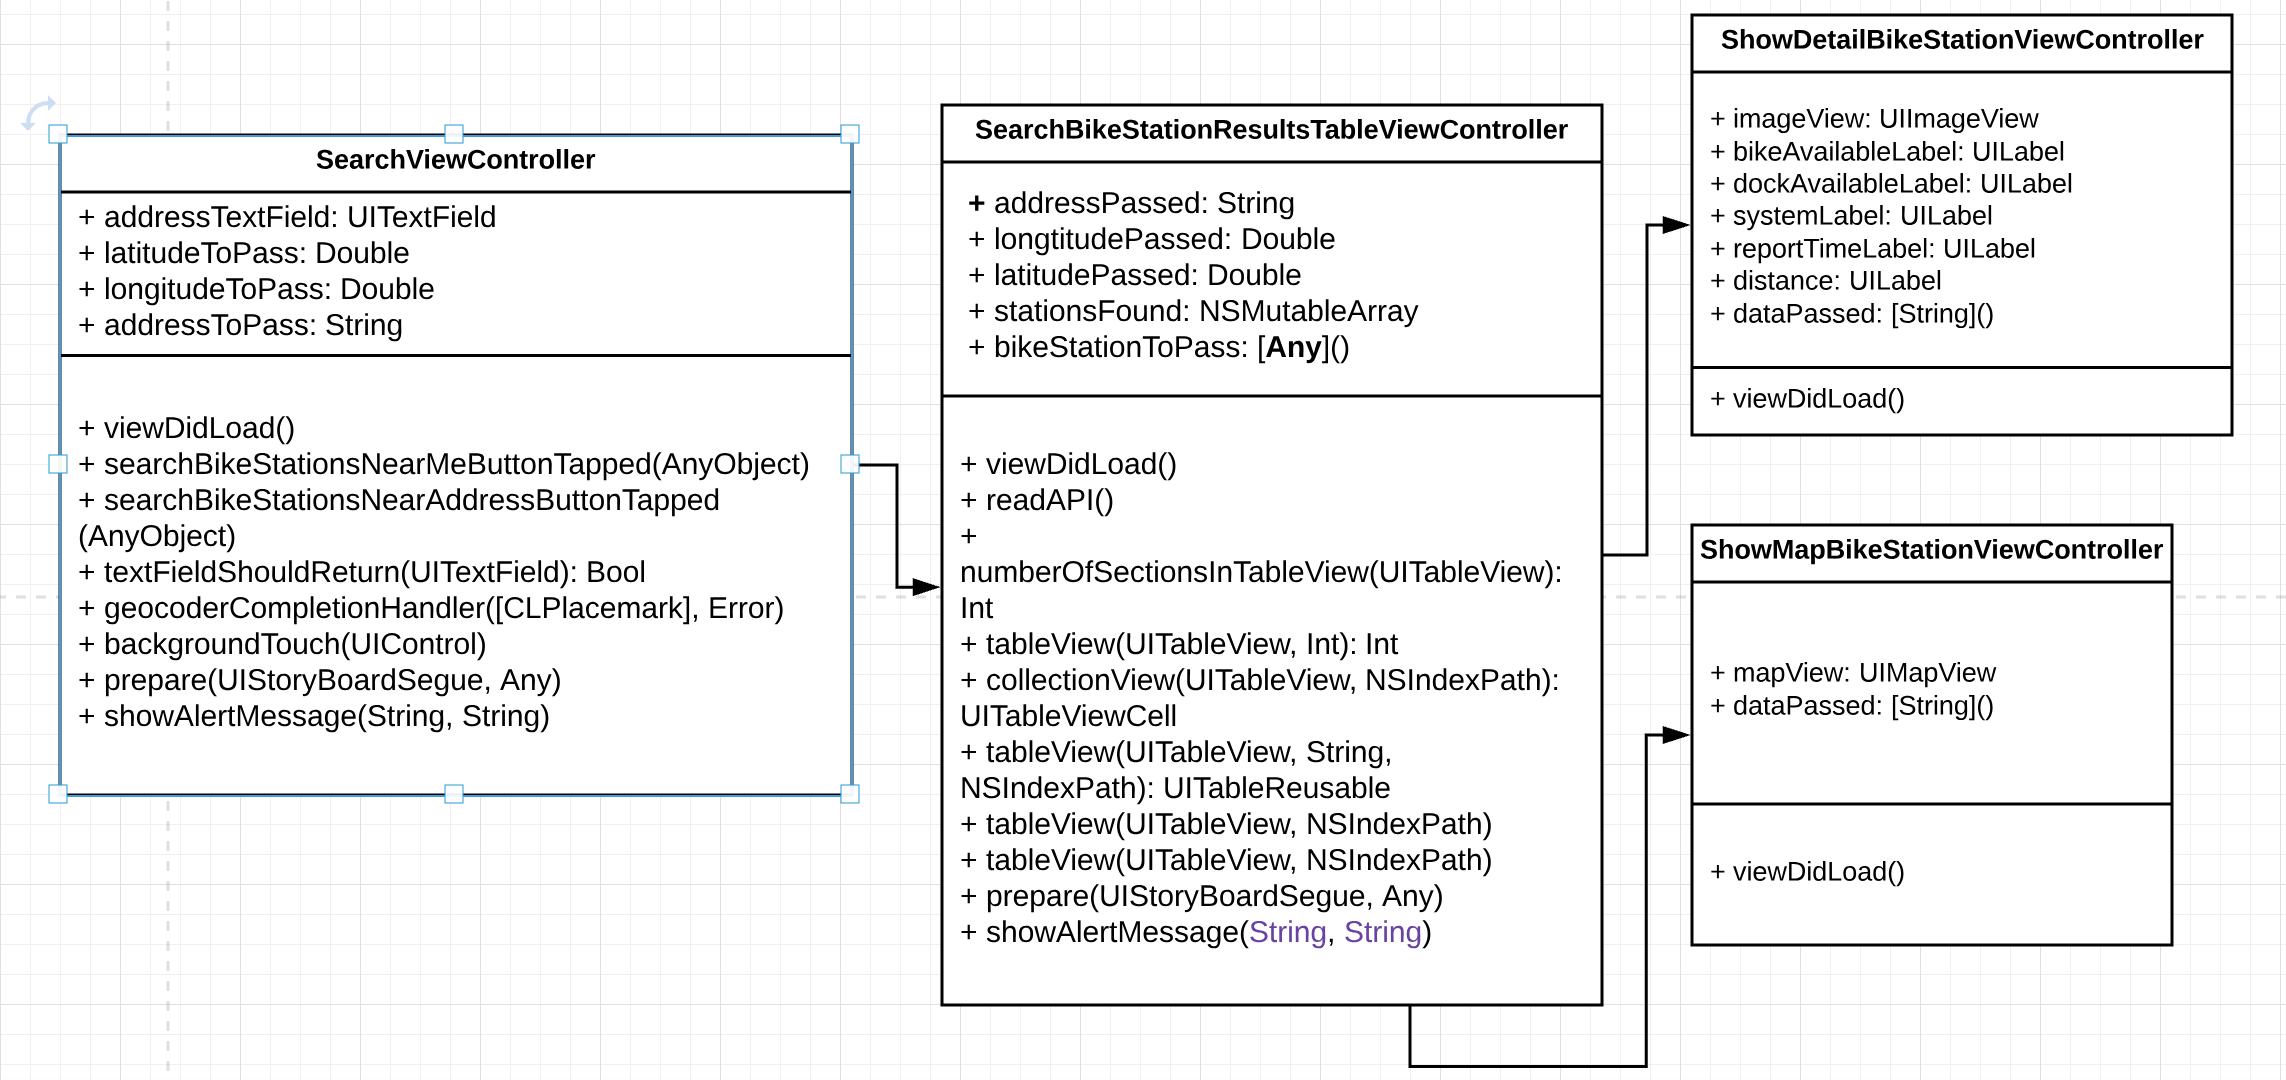 SearchViewController
+ addressTextField: UITextField
+ latitudeToPass: Double
+ longitudeToPass: Double
+ addressToPass: String
+ viewDidLoad()
+ searchBikeStationsNearMeButtonTapped(AnyObject)
+ searchBikeStationsNearAddressButtonTapped
(AnyObject)
+ textFieldShouldReturn(UITextField): Bool
+ geocoderCompletionHandler([CLPlacemark], Error)
+ backgroundTouch(UIControl)
+ prepare(UIStoryBoardSegue, Any)
+ showAlertMessage(String, String)
SearchBikeStationResultsTableViewController
+ addressPassed: String
+ longtitudePassed: Double
+ latitudePassed: Double
+ stationsFound: NSMutableArray
+ bikeStationToPass: [Any]()
+ viewDidLoad()
+ readAPI()
+
numberOfSectionsInTableView(UITableView):
Int
+ tableView(UITableView, Int): Int
+ collectionView(UITableView, NSIndexPath):
UITableViewCell
+ tableView(UITableView, String,
NSIndexPath): UITableReusable
+ tableView(UITableView, NSIndexPath)
+ tableView(UITableView, NSIndexPath)
+ prepare(UIStoryBoardSegue, Any)
+ showAlertMessage(String, String)
ShowDetailBikeStationViewController
+ imageView: UIImageView
+ bikeAvailableLabel: UILabel
+ dockAvailableLabel: UILabel
+ systemLabel: UILabel
+ reportTimeLabel: UILabel
+ distance: UILabel
+ dataPassed: [String]()
+ viewDidLoad()
ShowMapBikeStationViewController
+ mapView: UIMapView
+ dataPassed: [String]()
+ viewDidLoad()